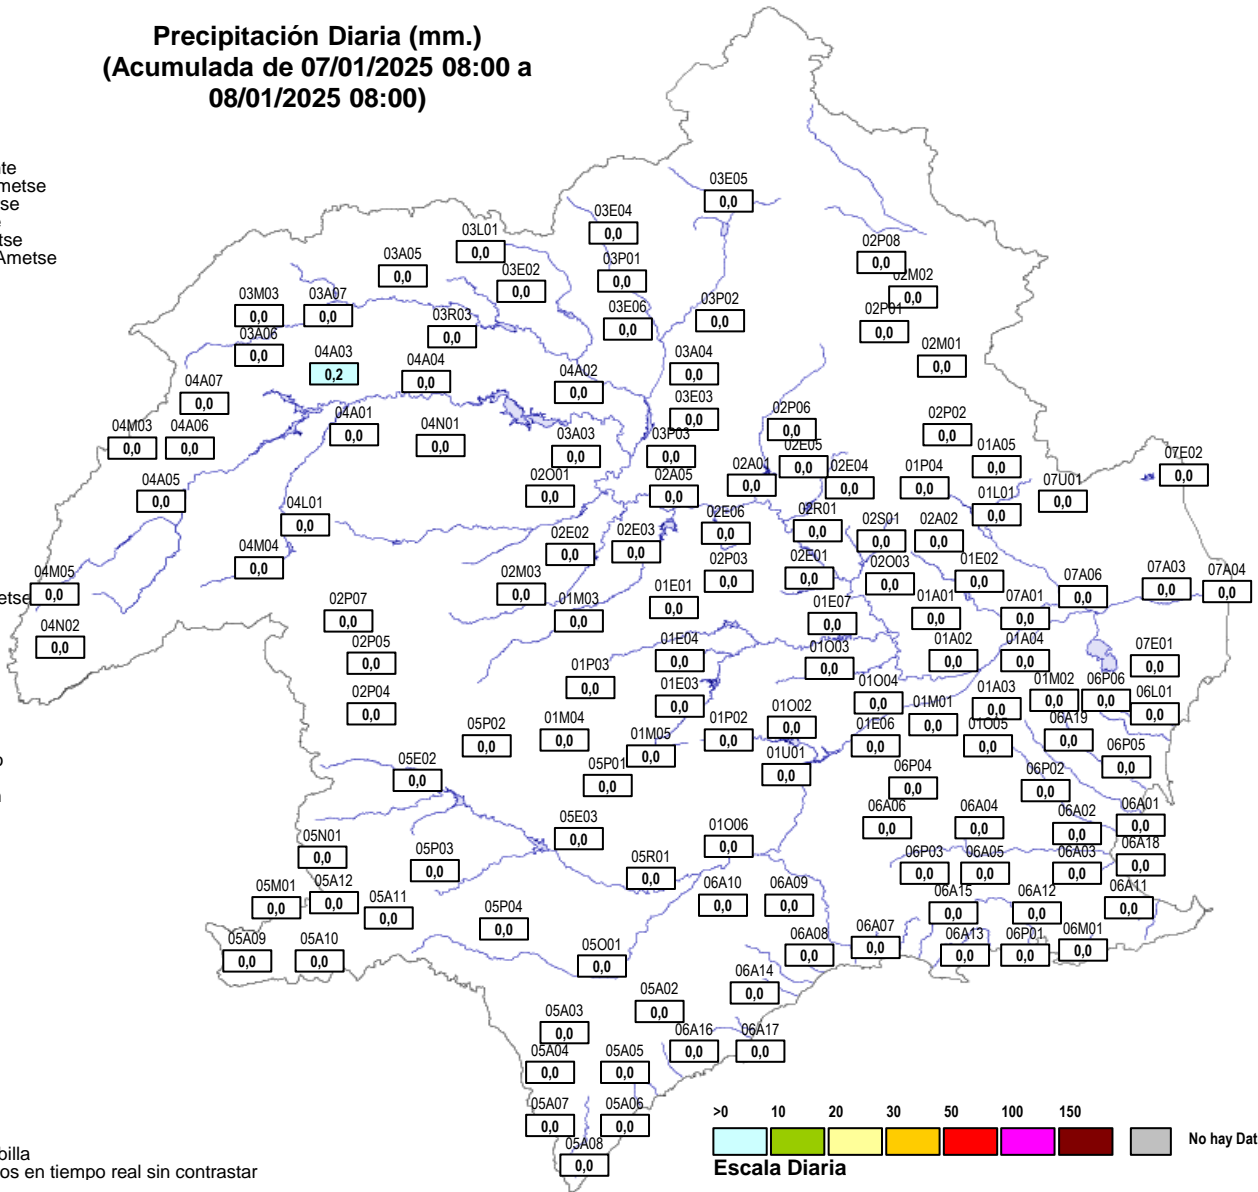 Precipitación Diaria (mm.)
(Acumulada de 07/01/2025 08:00 a
08/01/2025 08:00)
nte
Ametse
tse
e
etse
Ametse
03E05
0,0
03E04
0,0
03L01
0,0
02P08
0,0
03A05
0,0
03P01
0,0
03E02
0,0
02M02
0,0
03M03
0,0
03A07
0,0
03P02
0,0
03E06
0,0
02P01
0,0
03R03
0,0
03A06
0,0
02M01
0,0
04A03
0,2
04A04
0,0
03A04
0,0
04A02
0,0
04A07
0,0
03E03
0,0
02P06
0,0
02P02
0,0
04A01
0,0
04M03
0,0
04A06
0,0
04N01
0,0
03A03
0,0
03P03
0,0
02E05
0,0
01A05
0,0
07E02
0,0
02A01
0,0
02E04
0,0
01P04
0,0
02O01
0,0
02A05
0,0
04A05
0,0
07U01
0,0
01L01
0,0
04L01
0,0
02R01
0,0
02E06
0,0
02S01
0,0
02A02
0,0
02E02
0,0
02E03
0,0
04M04
0,0
02P03
0,0
02E01
0,0
02O03
0,0
01E02
0,0
07A03
0,0
07A04
0,0
04M05
0,0
etse
02M03
0,0
07A06
0,0
01E01
0,0
01M03
0,0
02P07
0,0
01E07
0,0
01A01
0,0
07A01
0,0
04N02
0,0
02P05
0,0
01E04
0,0
01O03
0,0
01A02
0,0
01A04
0,0
07E01
0,0
01P03
0,0
01E03
0,0
02P04
0,0
01O04
0,0
01M02
0,0
06P06
0,0
01A03
0,0
06L01
0,0
01M01
0,0
01O02
0,0
05P02
0,0
01M04
0,0
01P02
0,0
01E06
0,0
01O05
0,0
06A19
0,0
01M05
0,0
06P05
0,0
05E02
0,0
05P01
0,0
01U01
0,0
06P04
0,0
06P02
0,0
05E03
0,0
06A06
0,0
06A04
0,0
06A02
0,0
06A01
0,0
01O06
0,0
05N01
0,0
05P03
0,0
05R01
0,0
06P03
0,0
06A05
0,0
06A03
0,0
06A18
0,0
05M01
0,0
05A12
0,0
05A11
0,0
06A10
0,0
06A09
0,0
06A15
0,0
06A12
0,0
06A11
0,0
05P04
0,0
05A09
0,0
05A10
0,0
05O01
0,0
06A08
0,0
06A07
0,0
06A13
0,0
06P01
0,0
06M01
0,0
06A14
0,0
05A02
0,0
05A03
0,0
06A16
0,0
06A17
0,0
05A04
0,0
05A05
0,0
05A07
0,0
05A06
0,0
05A08
0,0
>0 10 20 30 50 100 150
No hay Dat
Escala Diaria
billa
os en tiempo real sin contrastar